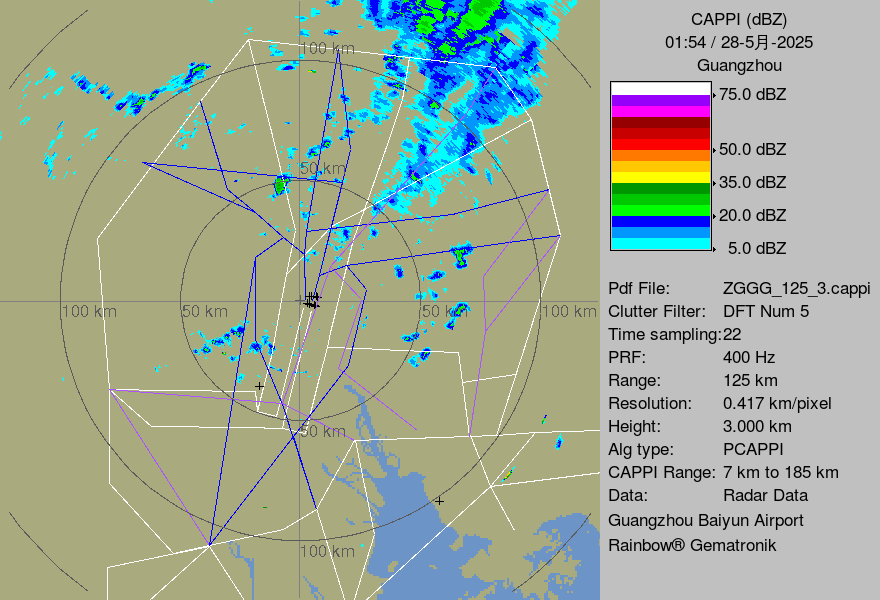 CAPPI (dBZ)
01:54 / 28-5月-2025
Guangzhou
75.0 dBZ
50.0 dBZ
35.0 dBZ
20.0 dBZ
5.0 dBZ
Pdf File: ZGGG_125_3.cappi
Clutter Filter: DFT Num 5
Time sampling:22
PRF: 400 Hz
Range: 125 km
Resolution: 0.417 km/pixel
Height: 3.000 km
Alg type: PCAPPI
CAPPI Range: 7 km to 185 km
Data: Radar Data
Guangzhou Baiyun Airport
Rainbow® Gematronik
100 km
50 km
100 km
50 km
50 km
100 km
50 km
100 km